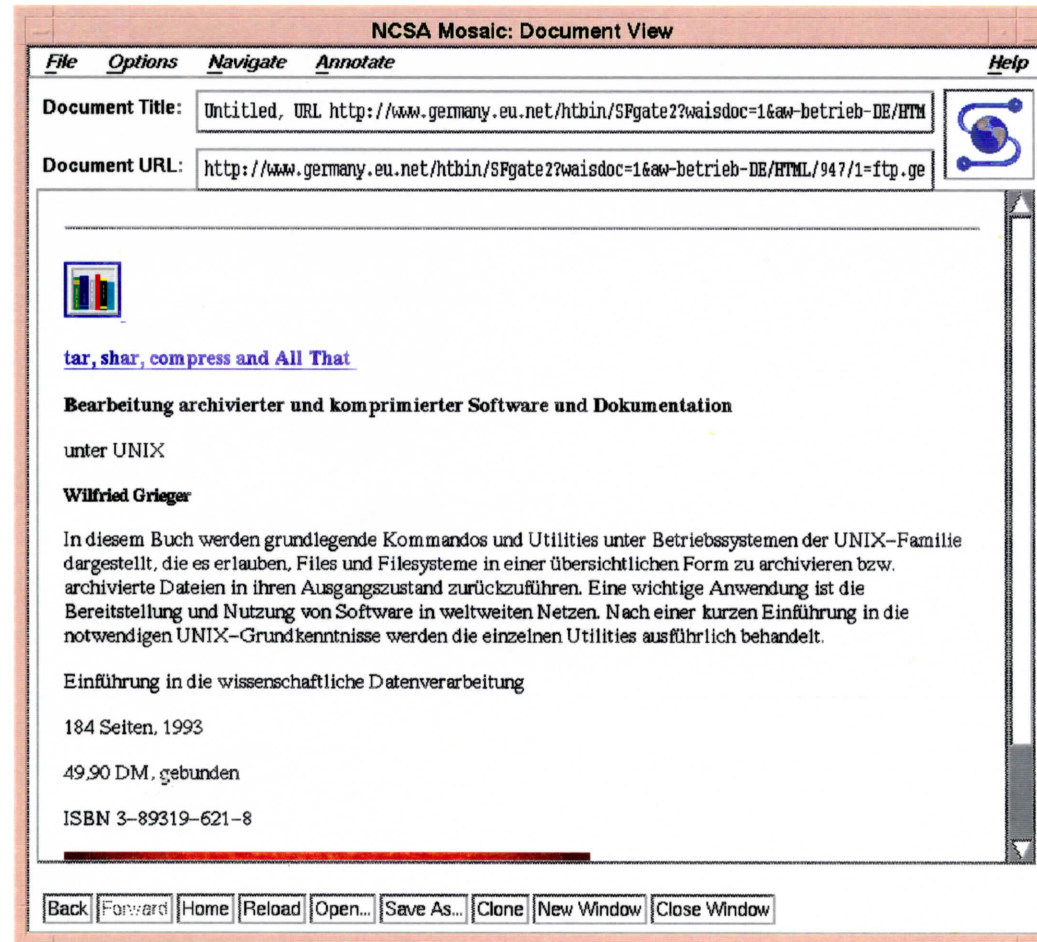 NCSA Mosaic: Document View
File Options Navigate Annotate Help
Document Title: Untitled, URL http://www.germany.eu.net/htbin/SFgate2?waisdoc=1&aw-betrieb-DE/HTM
Document URL: http://www.germany.eu.net/htbin/SFgate2?waisdoc=1&aw-betrieb-DE/HTML/947/1=ftp.ge
tar, shar, compress and All That
Bearbeitung archivierter und komprimierter Software und Dokumentation
unter UNIX
Wilfried Grieger
In diesem Buch werden grundlegende Kommandos und Utilities unter Betriebssystemen der UNIX-Familie
dargestellt, die es erlauben, Files und Filesysteme in einer übersichtlichen Form zu archivieren bzw.
archivierte Dateien in ihren Ausgangszustand zurückzuführen. Eine wichtige Anwendung ist die
Bereitstellung und Nutzung von Software in weltweiten Netzen. Nach einer kurzen Einführung in die
notwendigen UNIX-Grundkenntnisse werden die einzelnen Utilities ausführlich behandelt.
Einführung in die wissenschaftliche Datenverarbeitung
184 Seiten, 1993
49,90 DM, gebunden
ISBN 3-89319-621-8
Back Forward Home Reload Open... Save As... Clone New Window Close Window